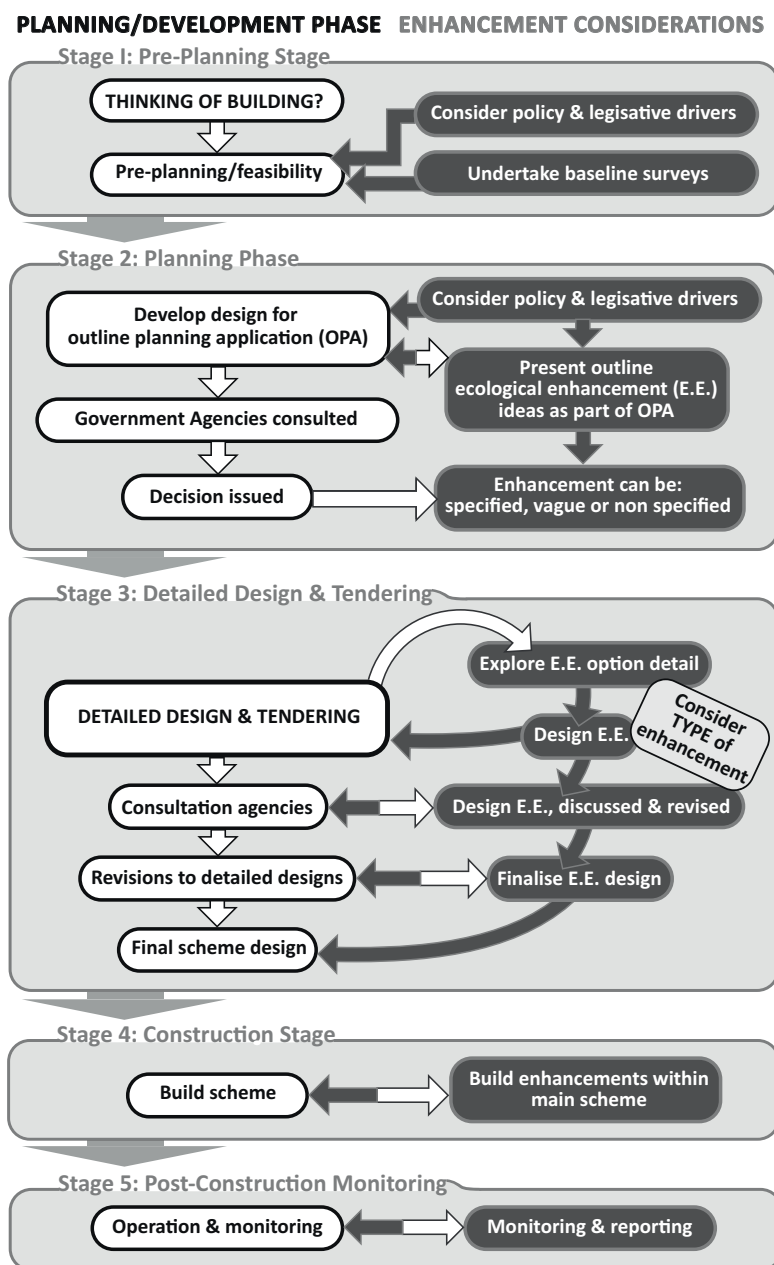 PLANNING/DEVELOPMENT PHASE ENHANCEMENT CONSIDERATIONS
Stage I: Pre-Planning Stage
THINKING OF BUILDING?
Consider policy & legisative drivers
Pre-planning/feasibility
Undertake baseline surveys
Stage 2: Planning Phase
Develop design for
outline planning application (OPA)
Consider policy & legisative drivers
Present outline
ecological enhancement (E.E.)
ideas as part of OPA
Government Agencies consulted
Decision issued
Enhancement can be:
specified, vague or non specified
Stage 3: Detailed Design & Tendering
Explore E.E. option detail
DETAILED DESIGN & TENDERING
Design E.E.
Consider
TYPE of
enhancement
Consultation agencies
Design E.E., discussed & revised
Revisions to detailed designs
Finalise E.E. design
Final scheme design
Stage 4: Construction Stage
Build scheme
Build enhancements within
main scheme
Stage 5: Post-Construction Monitoring
Operation & monitoring
Monitoring & reporting